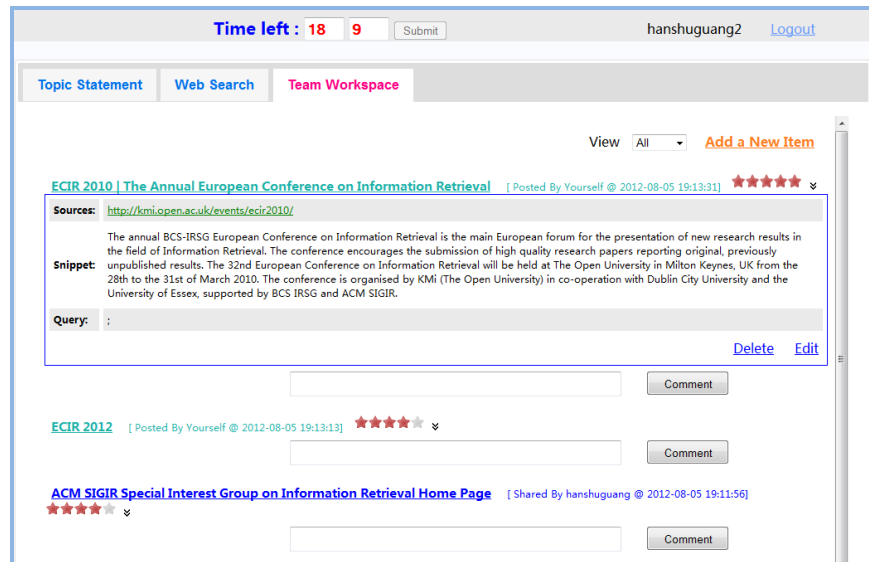 Time left : 18 9 Submit hanshuguang2 Logout
Topic Statement Web Search Team Workspace
View All Add a New Item
ECIR 2010 | The Annual European Conference on Information Retrieval [ Posted By Yourself @ 2012-08-05 19:13:31]
Sources: http://kmi.open.ac.uk/events/ecir2010/
The annual BCS-IRSG European Conference on Information Retrieval is the main European forum for the presentation of new research results in
the field of Information Retrieval. The conference encourages the submission of high quality research papers reporting original, previously
Snippet: unpublished results. The 32nd European Conference on Information Retrieval will be held at The Open University in Milton Keynes, UK from the
28th to the 31st of March 2010. The conference is organised by KMi (The Open University) in co-operation with Dublin City University and the
University of Essex, supported by BCS IRSG and ACM SIGIR.
Query: ;
Delete Edit
Comment
ECIR 2012 [ Posted By Yourself @ 2012-08-05 19:13:13]
Comment
ACM SIGIR Special Interest Group on Information Retrieval Home Page [ Shared By hanshuguang @ 2012-08-05 19:11:56]
Comment